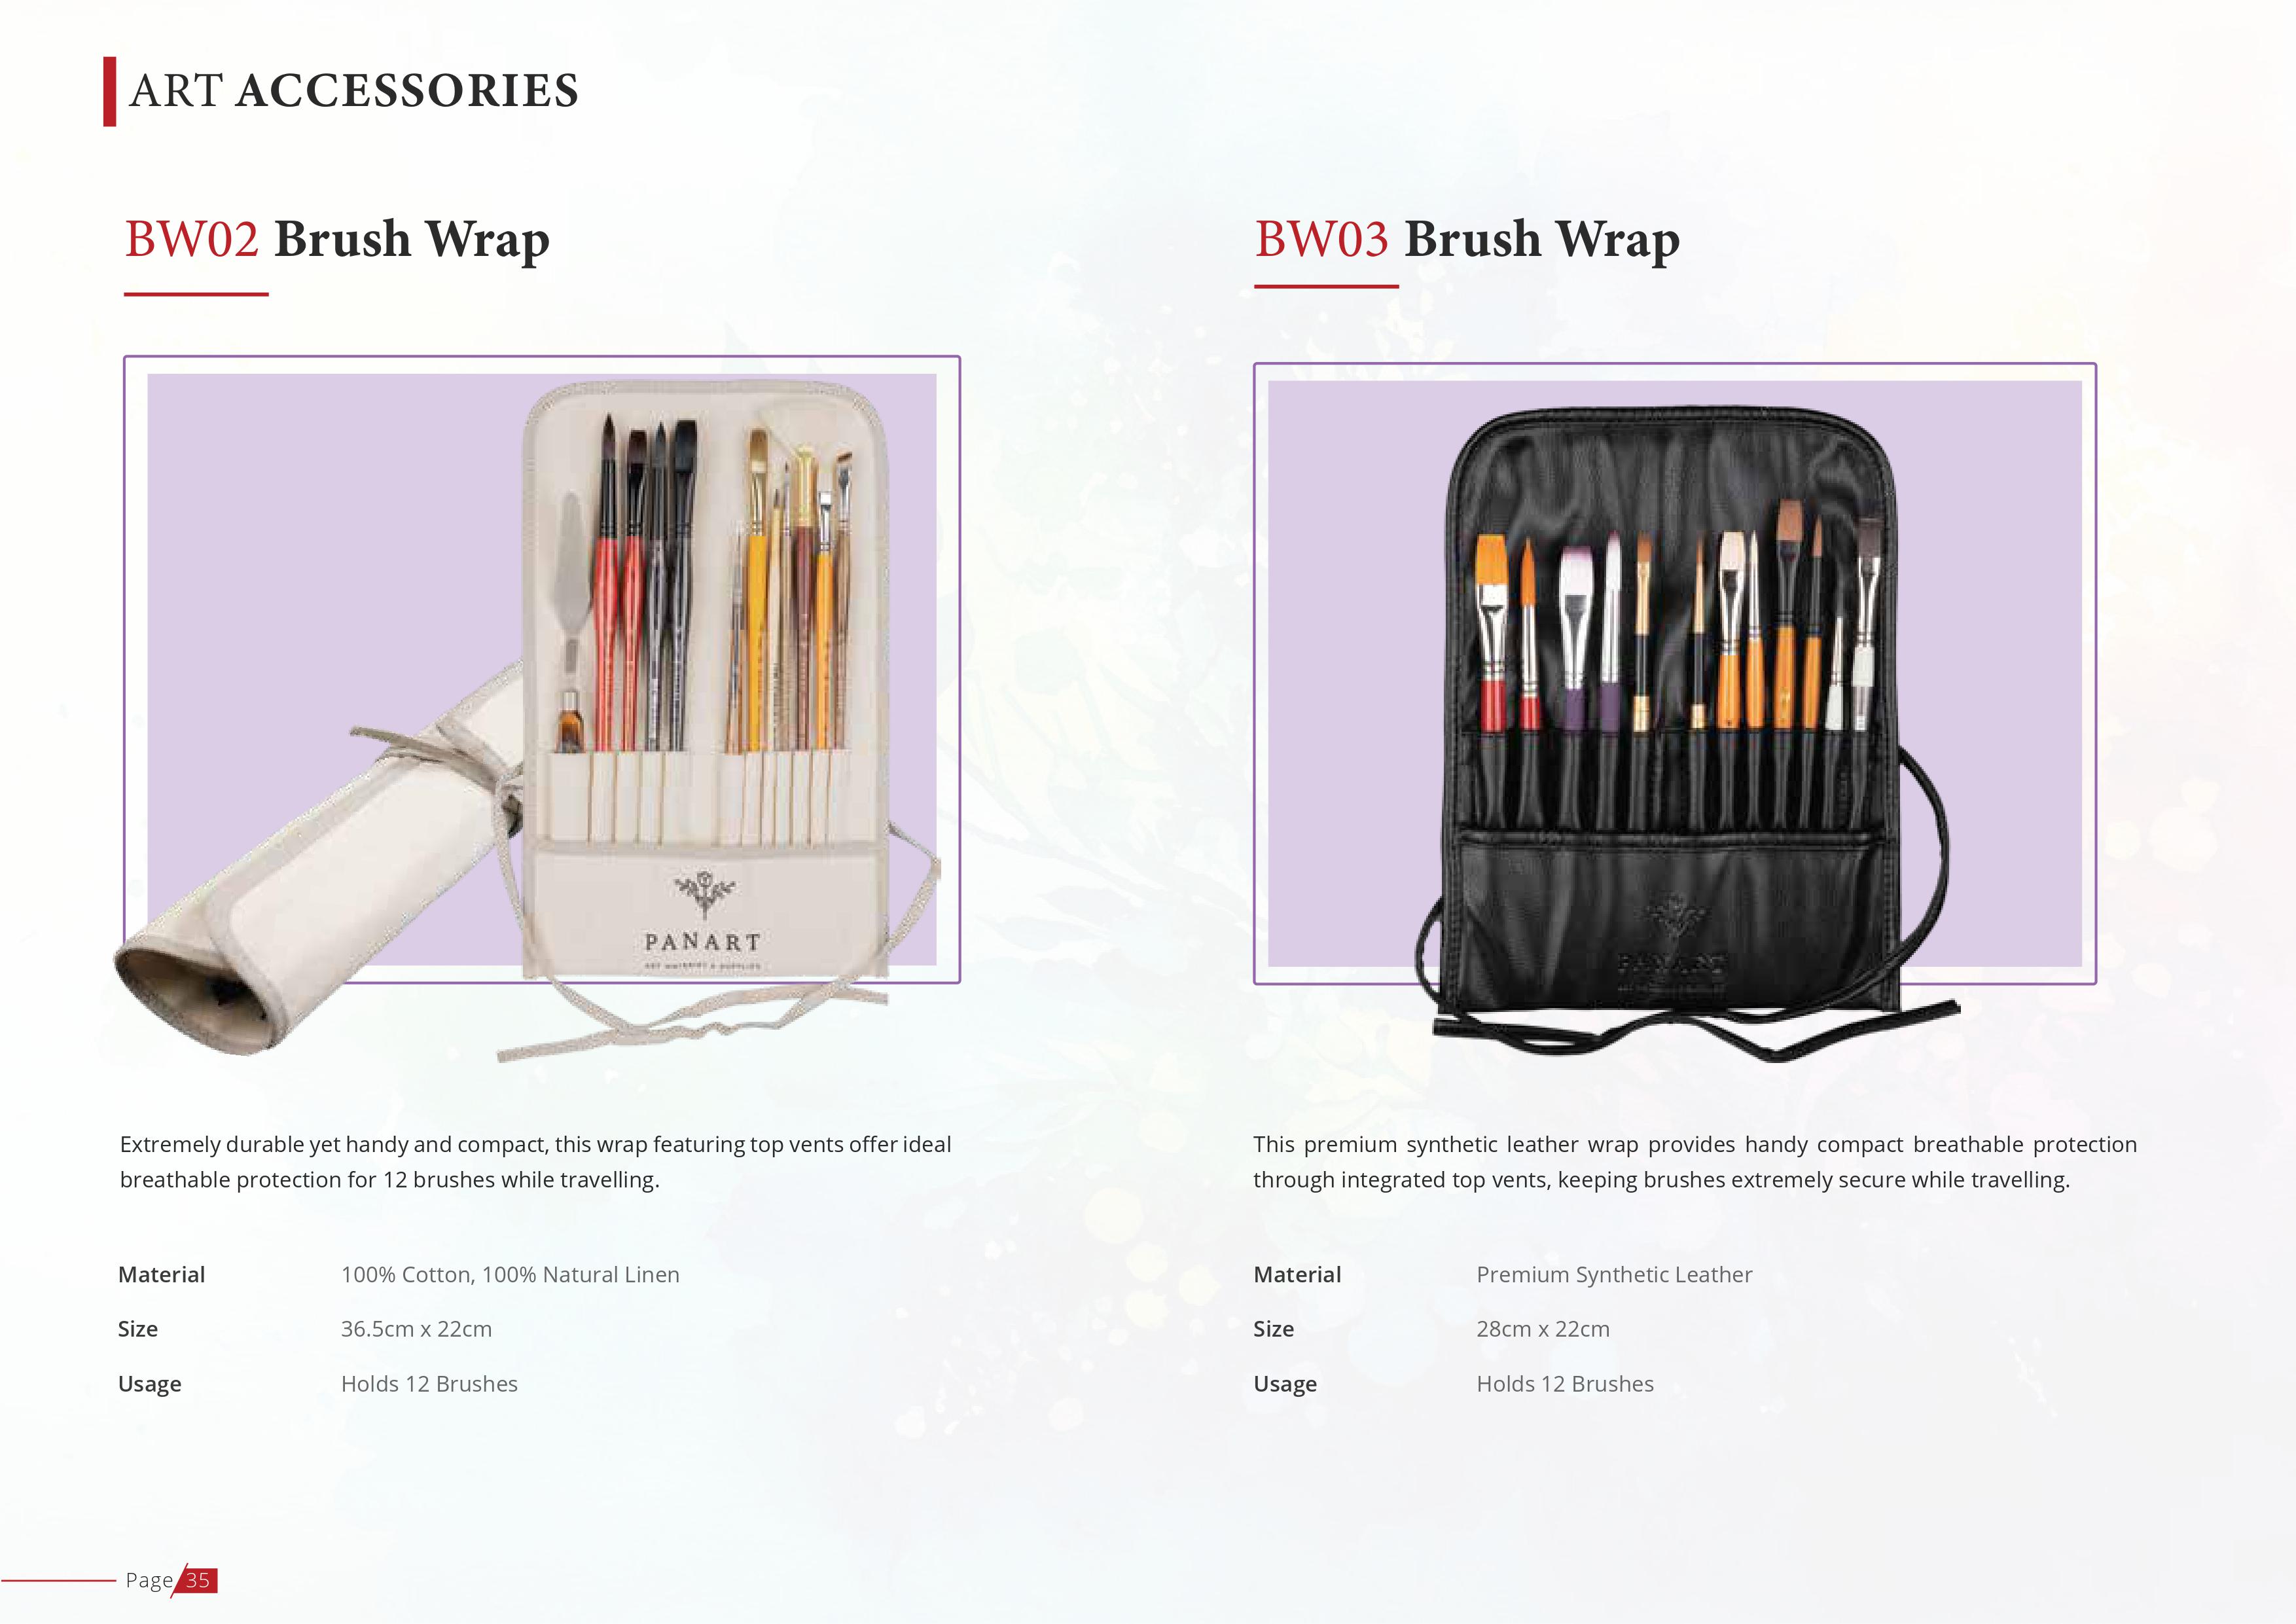 ART ACCESSORIES
BW02 Brush Wrap
PANART
ART MATERIAL & SUPPLIES
Extremely durable yet handy and compact, this wrap featuring top vents offer ideal
breathable protection for 12 brushes while travelling.
Material 100% Cotton, 100% Natural Linen
Size 36.5cm x 22cm
Usage Holds 12 Brushes
BW03 Brush Wrap
PANART
This premium synthetic leather wrap provides handy compact breathable protection
through integrated top vents, keeping brushes extremely secure while travelling.
Material Premium Synthetic Leather
Size 28cm x 22cm
Usage Holds 12 Brushes
Page 35